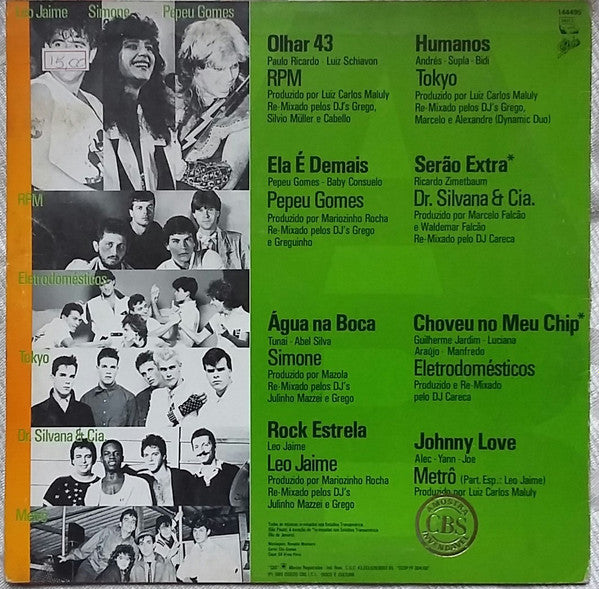 Leo Jaime
Simone
Pepeu Gomes
15,00
RPM
Eletrodomésticos
Tokyo
Dr. Silvana & Cia.
Metrô
144495
Olhar 43
Paulo Ricardo - Luiz Schiavon
RPM
Produzido por Luiz Carlos Maluly
Re-Mixado pelos DJ's Grego,
Silvio Müller e Cabello
Ela É Demais
Pepeu Gomes - Baby Consuelo
Pepeu Gomes
Produzido por Mariozinho Rocha
Re-Mixado pelos DJ's Grego
e Greguinho
Água na Boca
Tunai - Abel Silva
Simone
Produzido por Mazola
Re-Mixado pelos DJ's
Julinho Mazzei e Grego
Rock Estrela
Leo Jaime
Leo Jaime
Produzido por Mariozinho Rocha
Re-Mixado pelos DJ's
Julinho Mazzei e Grego
Humanos
Andrés - Supla - Bidi
Tokyo
Produzido por Luiz Carlos Maluly
Re-Mixado pelos DJ's Grego,
Marcelo e Alexandre (Dynamic Duo)
Serão Extra*
Ricardo Zimetbaum
Dr. Silvana & Cia.
Produzido por Marcelo Falcão
e Waldemar Falcão
Re-Mixado pelo DJ Careca
Choveu no Meu Chip*
Guilherme Jardim - Luciana
Araújo - Manfredo
Eletrodomésticos
Produzido e Re-Mixado
pelo DJ Careca
Johnny Love
Alec - Yann - Joe
Metrô (Part. Esp.: Leo Jaime)
Produzido por Luiz Carlos Maluly
AMOSTRA
CBS
INVENDÁVEL